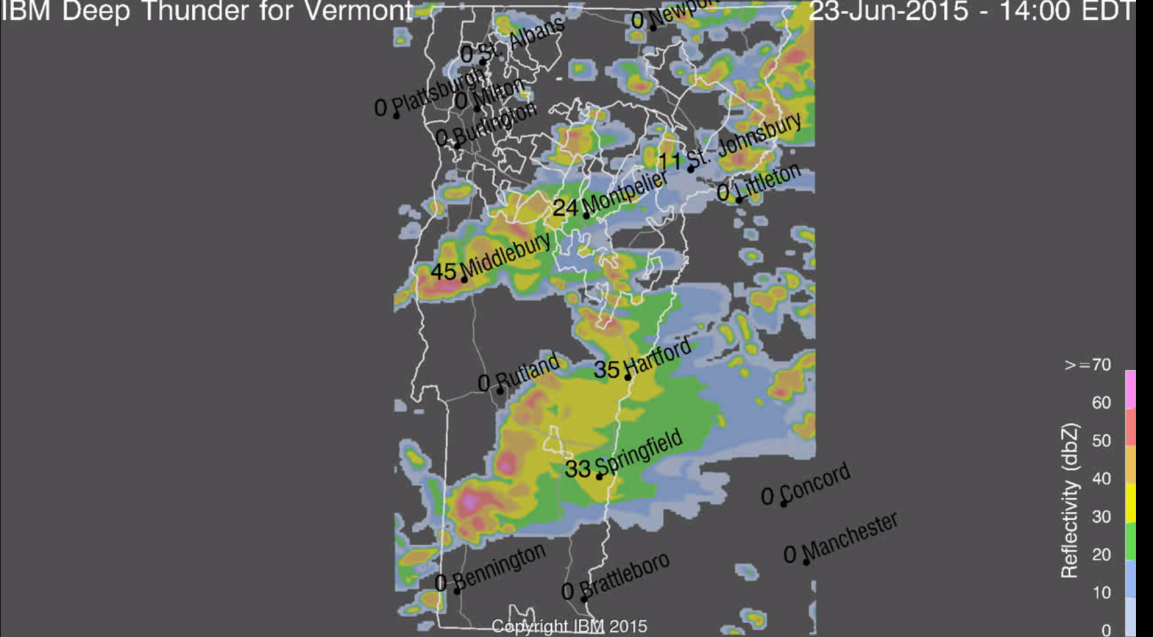 IBM Deep Thunder for Vermont
23-Jun-2015 - 14:00 EDT
0 Newport
0 St. Albans
0 Plattsburgh
0 Milton
0 Burlington
11 St. Johnsbury
0 Littleton
24 Montpelier
45 Middlebury
35 Hartford
0 Rutland
33 Springfield
0 Concord
0 Manchester
0 Bennington
0 Brattleboro
Reflectivity (dbZ)
>=70
60
50
40
30
20
10
0
Copyright IBM 2015